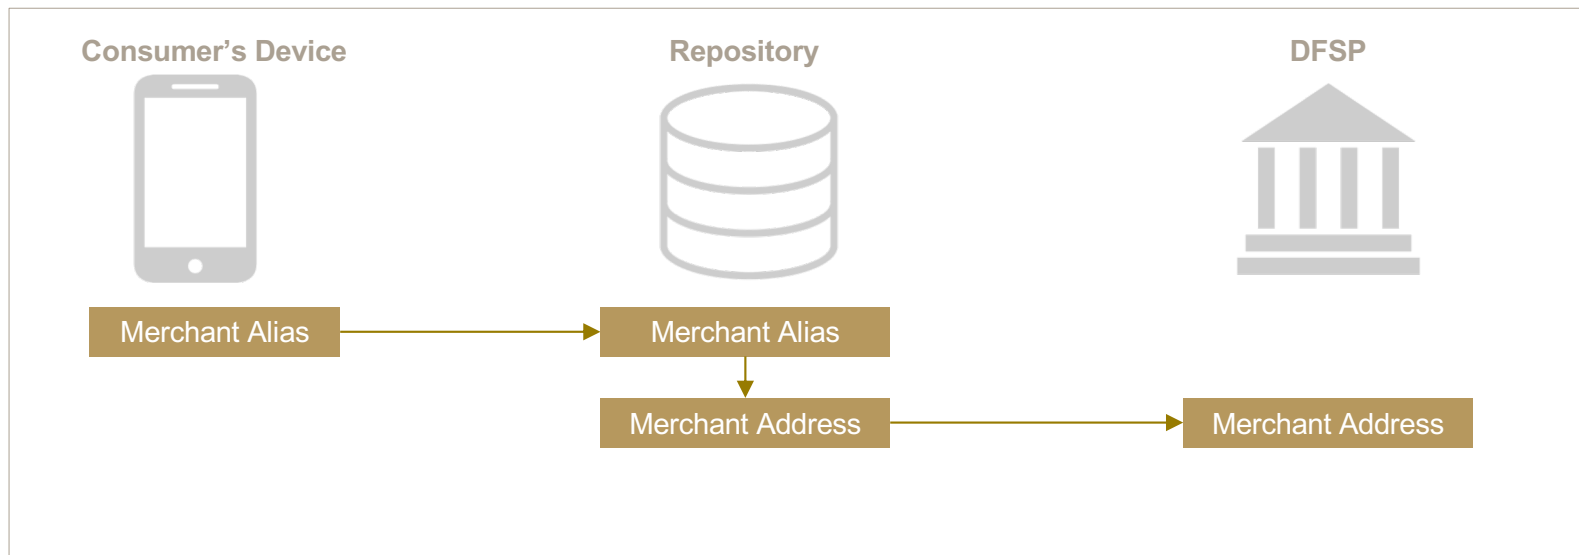 Consumer’s Device
Repository
DFSP
Merchant Alias
Merchant Alias
Merchant Address
Merchant Address